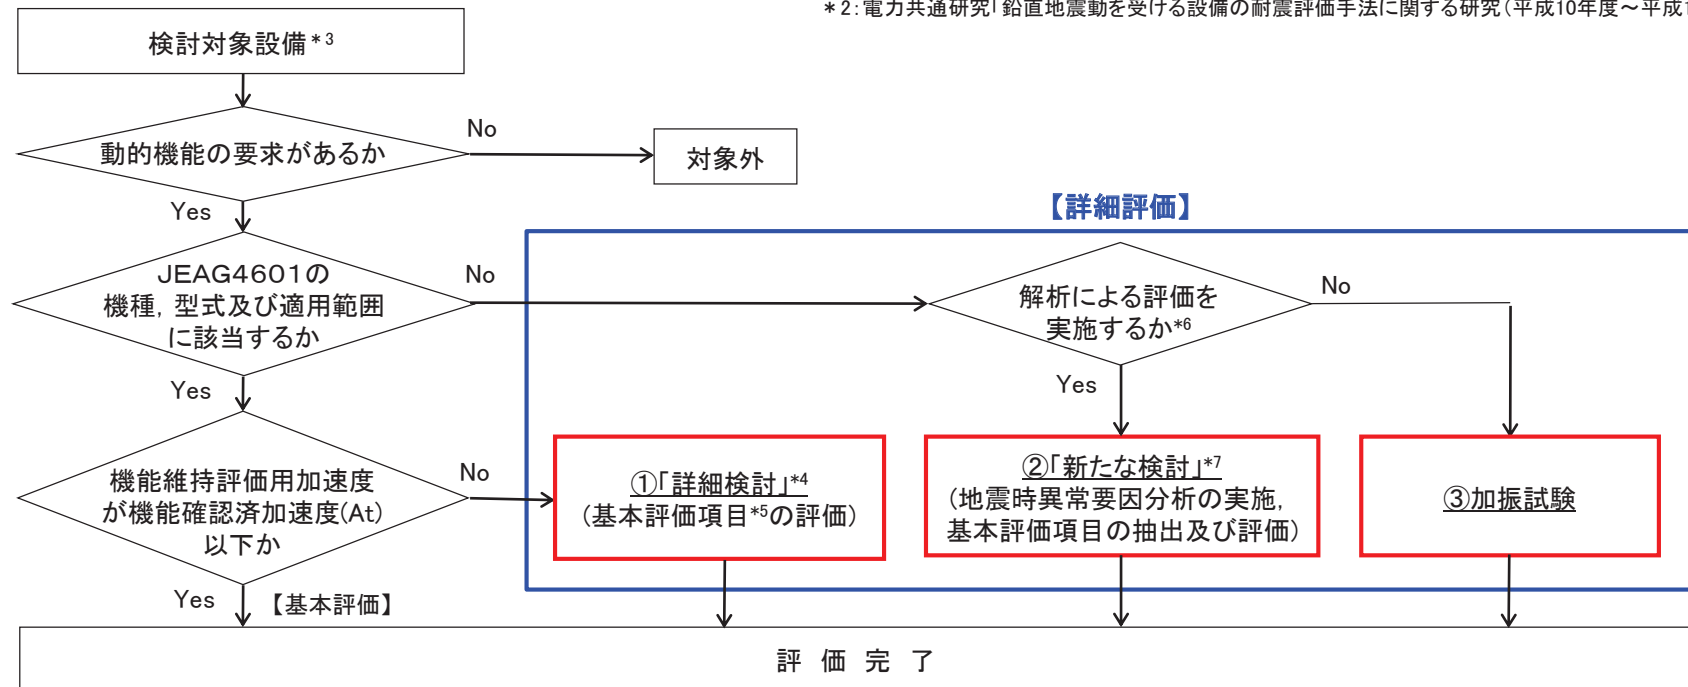 *2:電力共通研究「鉛直地震動を受ける設備の耐震評価手法に関する研究(平成10年度～平成1
検討対象設備*3
動的機能の要求があるか
No
対象外
Yes
【詳細評価】
JEAG4601の
機種,型式及び適用範囲
に該当するか
No
解析による評価を
実施するか*6
No
Yes
Yes
機能維持評価用加速度
が機能確認済加速度(At)
以下か
No
①「詳細検討」*4
(基本評価項目*5の評価)
②「新たな検討」*7
(地震時異常要因分析の実施,
基本評価項目の抽出及び評価)
③加振試験
Yes
【基本評価】
評 価 完 了